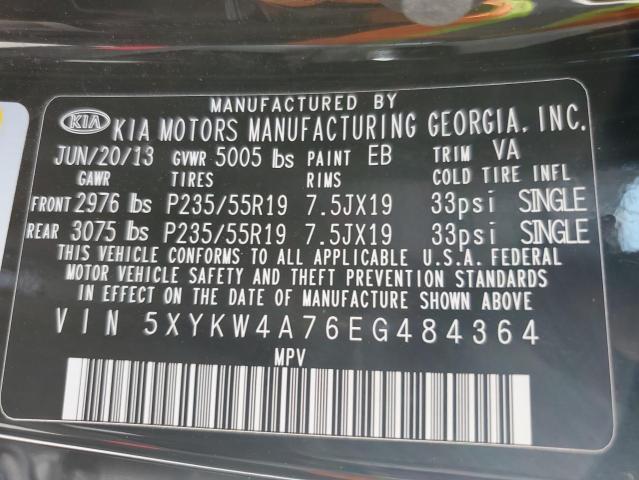 MANUFACTURED BY
KIA KIA MOTORS MANUFACTURING GEORGIA, INC.
JUN/20/13 GVWR 5005 lbs PAINT EB TRIM VA
GAWR TIRES RIMS COLD TIRE INFL
FRONT 2976 lbs P235/55R19 7.5JX19 33psi SINGLE
REAR 3075 lbs P235/55R19 7.5JX19 33psi SINGLE
THIS VEHICLE CONFORMS TO ALL APPLICABLE U.S.A. FEDERAL
MOTOR VEHICLE SAFETY AND THEFT PREVENTION STANDARDS
IN EFFECT ON THE DATE OF MANUFACTURE SHOWN ABOVE
VIN 5XYKW4A76EG484364
MPV